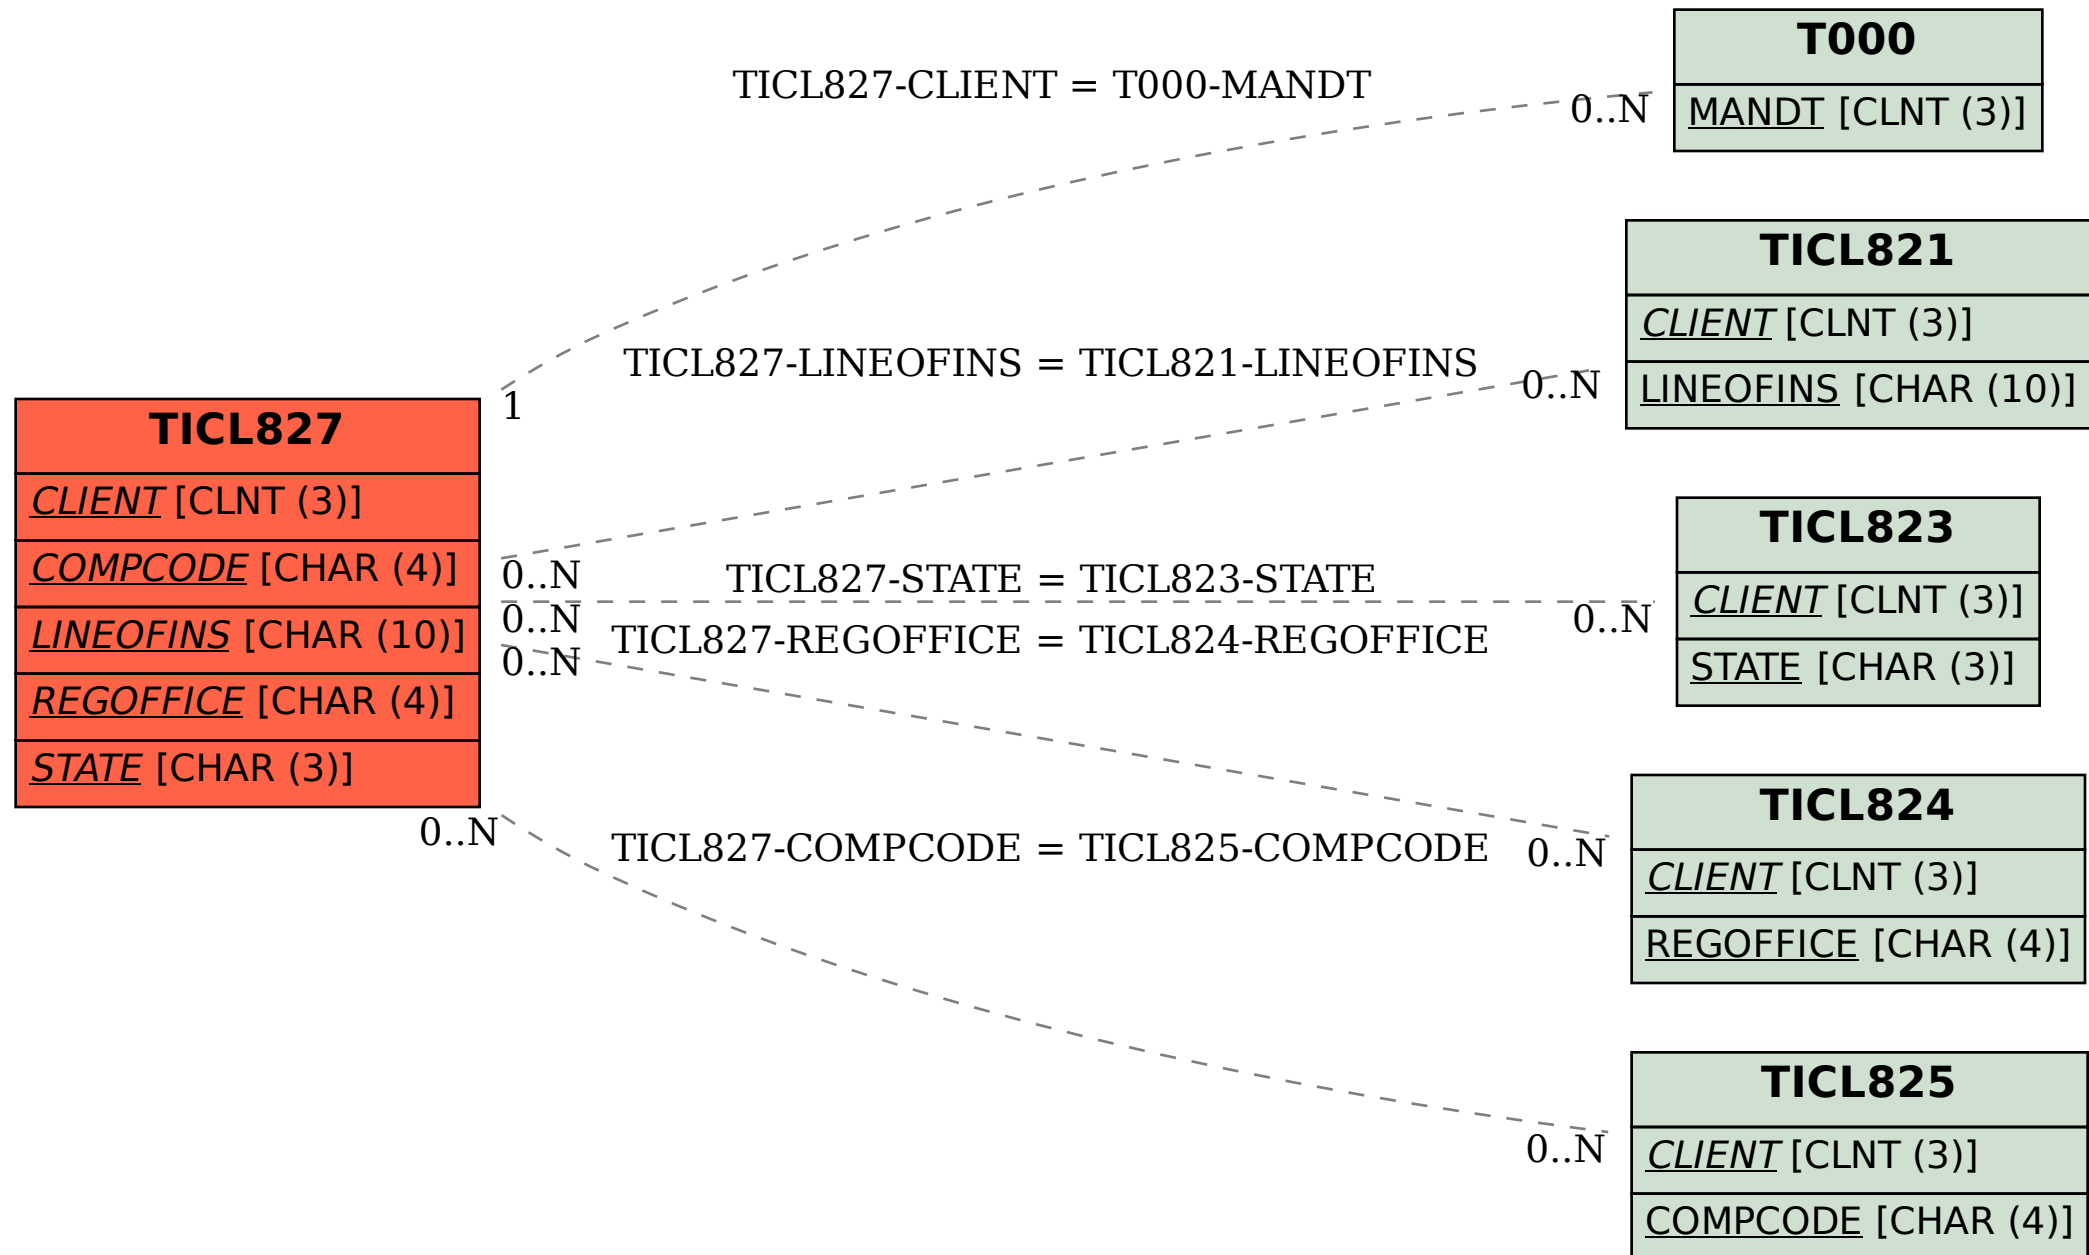 T000
MANDT [CLNT (3)]
TICL827-CLIENT = T000-MANDT
0..N
1
TICL821
CLIENT [CLNT (3)]
LINEOFINS [CHAR (10)]
TICL827-LINEOFINS = TICL821-LINEOFINS
0..N
TICL827
CLIENT [CLNT (3)]
COMPCODE [CHAR (4)]
LINEOFINS [CHAR (10)]
REGOFFICE [CHAR (4)]
STATE [CHAR (3)]
0..N
0..N
0..N
0..N
TICL827-STATE = TICL823-STATE
0..N
TICL823
CLIENT [CLNT (3)]
STATE [CHAR (3)]
TICL827-REGOFFICE = TICL824-REGOFFICE
0..N
TICL824
CLIENT [CLNT (3)]
REGOFFICE [CHAR (4)]
TICL827-COMPCODE = TICL825-COMPCODE
0..N
TICL825
CLIENT [CLNT (3)]
COMPCODE [CHAR (4)]